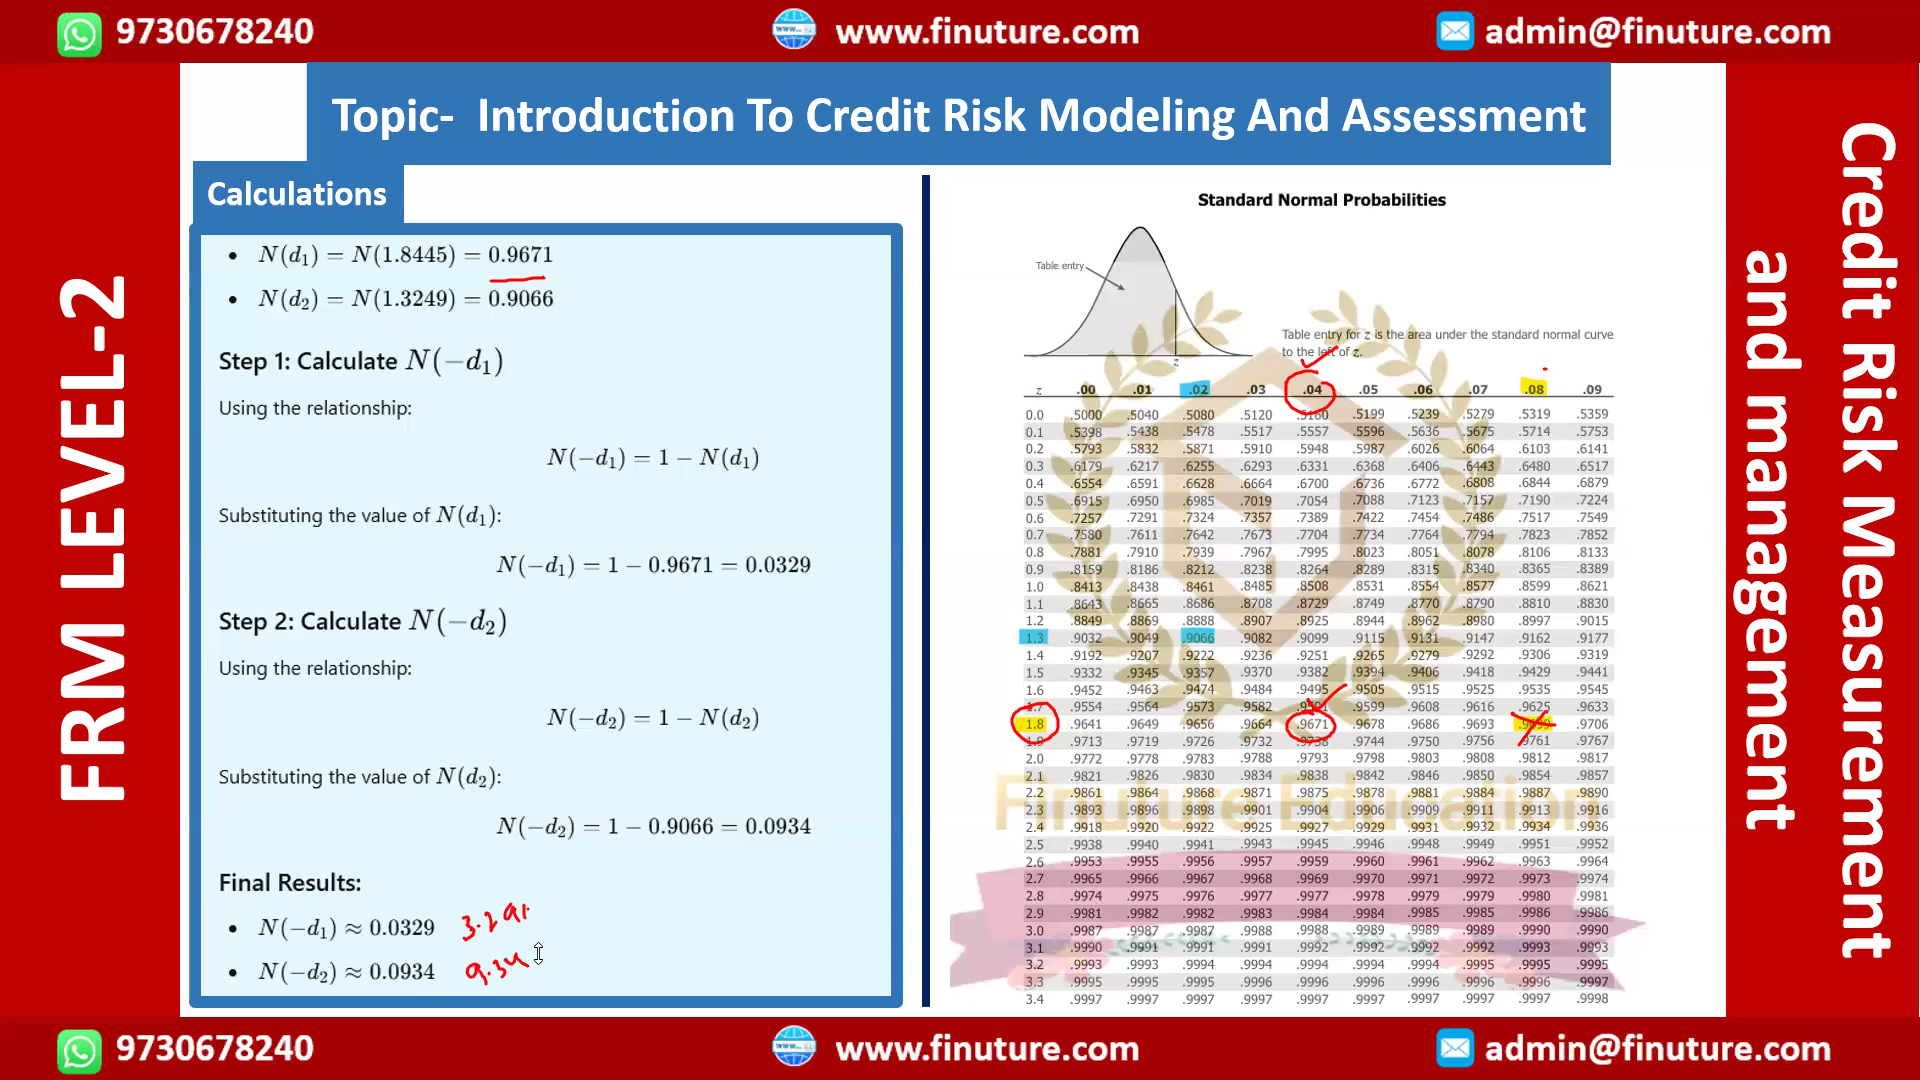 9730678240
www.finuture.com
admin@finuture.com
FRM LEVEL-2
Topic- Introduction To Credit Risk Modeling And Assessment
Calculations
• N(d₁) = N(1.8445) = 0.9671
• N(d₂) = N(1.3249) = 0.9066
Step 1: Calculate N(−d₁)
Using the relationship:
N(−d₁) = 1 − N(d₁)
Substituting the value of N(d₁):
N(−d₁) = 1 − 0.9671 = 0.0329
Step 2: Calculate N(−d₂)
Using the relationship:
N(−d₂) = 1 − N(d₂)
Substituting the value of N(d₂):
N(−d₂) = 1 − 0.9066 = 0.0934
Final Results:
• N(−d₁) ≈ 0.0329 3.29
• N(−d₂) ≈ 0.0934 9.34
Standard Normal Probabilities
Table entry
z
Table entry for z is the area under the standard normal curve
to the left of z.
z .00 .01 .02 .03 .04 .05 .06 .07 .08 .09
0.0 .5000 .5040 .5080 .5120 .5160 .5199 .5239 .5279 .5319 .5359
0.1 .5398 .5438 .5478 .5517 .5557 .5596 .5636 .5675 .5714 .5753
0.2 .5793 .5832 .5871 .5910 .5948 .5987 .6026 .6064 .6103 .6141
0.3 .6179 .6217 .6255 .6293 .6331 .6368 .6406 .6443 .6480 .6517
0.4 .6554 .6591 .6628 .6664 .6700 .6736 .6772 .6808 .6844 .6879
0.5 .6915 .6950 .6985 .7019 .7054 .7088 .7123 .7157 .7190 .7224
0.6 .7257 .7291 .7324 .7357 .7389 .7422 .7454 .7486 .7517 .7549
0.7 .7580 .7611 .7642 .7673 .7704 .7734 .7764 .7794 .7823 .7852
0.8 .7881 .7910 .7939 .7967 .7995 .8023 .8051 .8078 .8106 .8133
0.9 .8159 .8186 .8212 .8238 .8264 .8289 .8315 .8340 .8365 .8389
1.0 .8413 .8438 .8461 .8485 .8508 .8531 .8554 .8577 .8599 .8621
1.1 .8643 .8665 .8686 .8708 .8729 .8749 .8770 .8790 .8810 .8830
1.2 .8849 .8869 .8888 .8907 .8925 .8944 .8962 .8980 .8997 .9015
1.3 .9032 .9049 .9066 .9082 .9099 .9115 .9131 .9147 .9162 .9177
1.4 .9192 .9207 .9222 .9236 .9251 .9265 .9279 .9292 .9306 .9319
1.5 .9332 .9345 .9357 .9370 .9382 .9394 .9406 .9418 .9429 .9441
1.6 .9452 .9463 .9474 .9484 .9495 .9505 .9515 .9525 .9535 .9545
1.7 .9554 .9564 .9573 .9582 .9591 .9599 .9608 .9616 .9625 .9633
1.8 .9641 .9649 .9656 .9664 .9671 .9678 .9686 .9693 .9699 .9706
1.9 .9713 .9719 .9726 .9732 .9738 .9744 .9750 .9756 .9761 .9767
2.0 .9772 .9778 .9783 .9788 .9793 .9798 .9803 .9808 .9812 .9817
2.1 .9821 .9826 .9830 .9834 .9838 .9842 .9846 .9850 .9854 .9857
2.2 .9861 .9864 .9868 .9871 .9875 .9878 .9881 .9884 .9887 .9890
2.3 .9893 .9896 .9898 .9901 .9904 .9906 .9909 .9911 .9913 .9916
2.4 .9918 .9920 .9922 .9925 .9927 .9929 .9931 .9932 .9934 .9936
2.5 .9938 .9940 .9941 .9943 .9945 .9946 .9948 .9949 .9951 .9952
2.6 .9953 .9955 .9956 .9957 .9959 .9960 .9961 .9962 .9963 .9964
2.7 .9965 .9966 .9967 .9968 .9969 .9970 .9971 .9972 .9973 .9974
2.8 .9974 .9975 .9976 .9977 .9977 .9978 .9979 .9979 .9980 .9981
2.9 .9981 .9982 .9982 .9983 .9984 .9984 .9985 .9985 .9986 .9986
3.0 .9987 .9987 .9987 .9988 .9988 .9989 .9989 .9989 .9990 .9990
3.1 .9990 .9991 .9991 .9991 .9992 .9992 .9992 .9992 .9993 .9993
3.2 .9993 .9993 .9994 .9994 .9994 .9994 .9994 .9995 .9995 .9995
3.3 .9995 .9995 .9995 .9996 .9996 .9996 .9996 .9996 .9996 .9997
3.4 .9997 .9997 .9997 .9997 .9997 .9997 .9997 .9997 .9997 .9998
Finuture Education
Credit Risk Measurement
and management
9730678240
www.finuture.com
admin@finuture.com